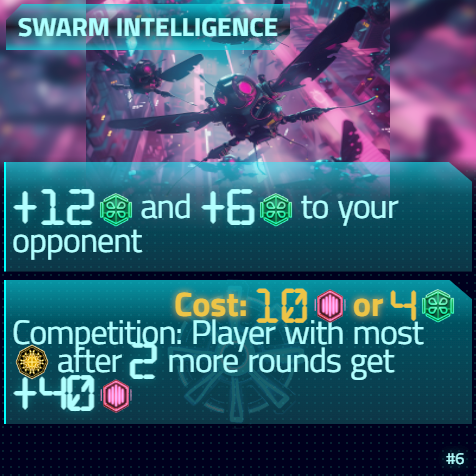 SWARM INTELLIGENCE
+12 and +6 to your
opponent
Cost: 10 or 4
Competition: Player with most
after 2 more rounds get
+40
#6